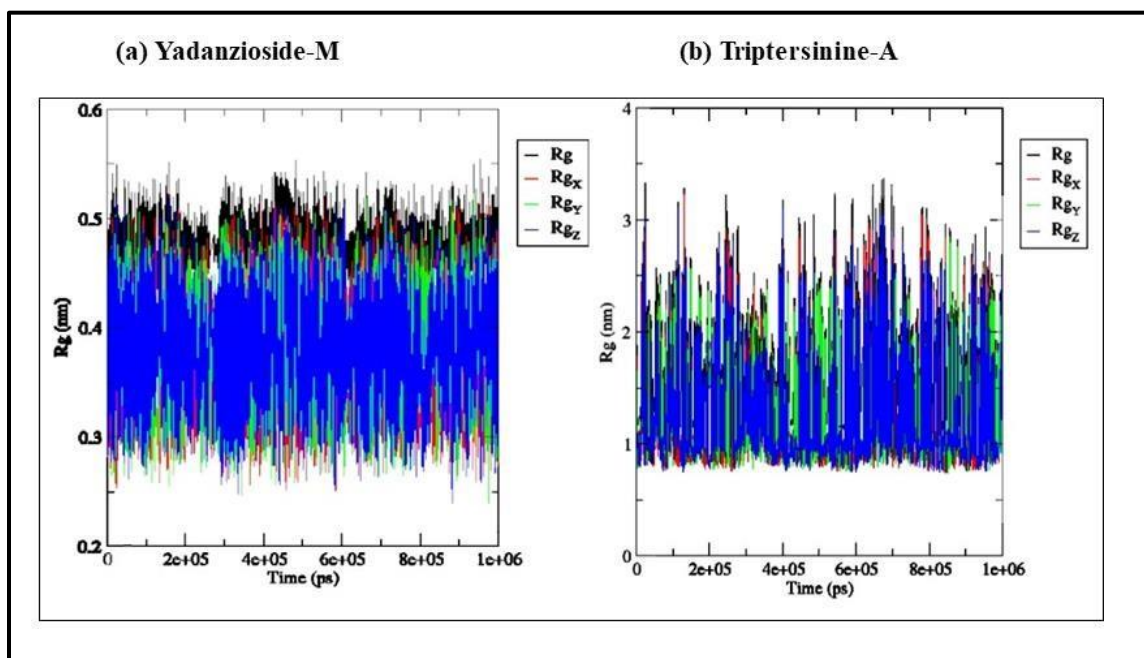 (a) Yadanzioside-M
(b) Triptersinine-A
0.6
0.5
0.4
0.3
0.2
Rg (nm)
0
2e+05
4e+05
6e+05
8e+05
1e+06
Time (ps)
Rg
RgX
RgY
RgZ
4
3
2
1
0
Rg (nm)
0
2e+05
4e+05
6e+05
8e+05
1e+06
Time (ps)
Rg
RgX
RgY
RgZ